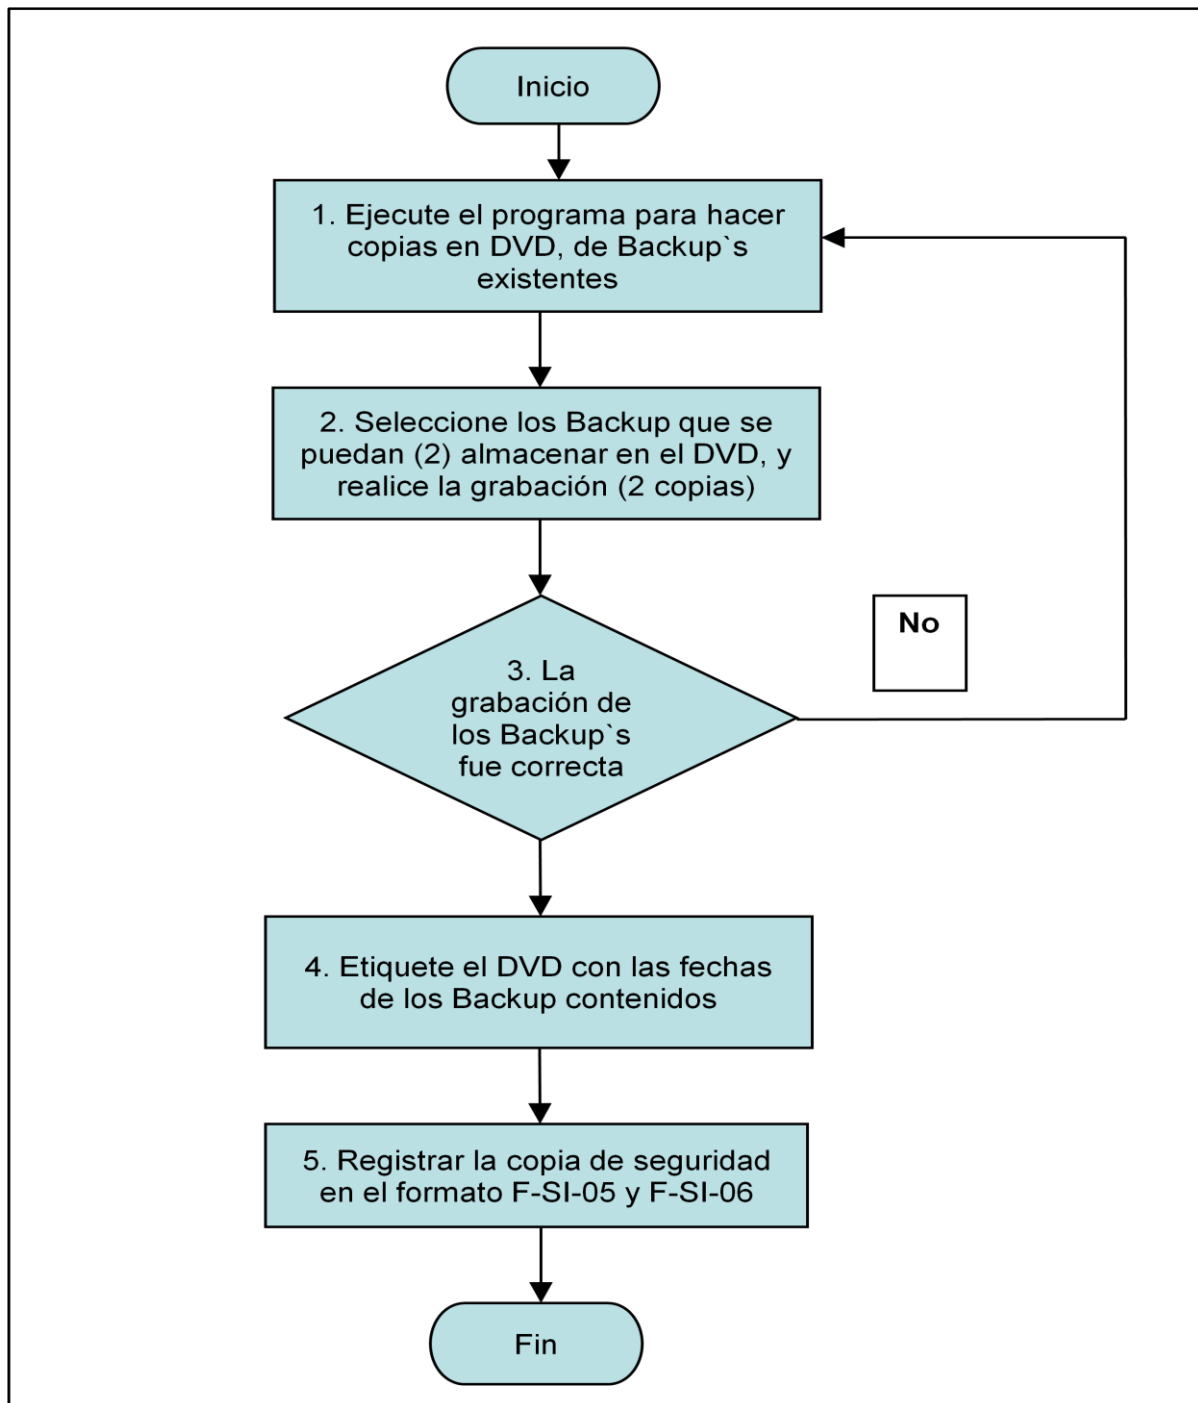 Inicio
1. Ejecute el programa para hacer
copias en DVD, de Backup`s
existentes
2. Seleccione los Backup que se
puedan (2) almacenar en el DVD, y
realice la grabación (2 copias)
No
3. La
grabación de
los Backup`s
fue correcta
4. Etiquete el DVD con las fechas
de los Backup contenidos
5. Registrar la copia de seguridad
en el formato F-SI-05 y F-SI-06
Fin